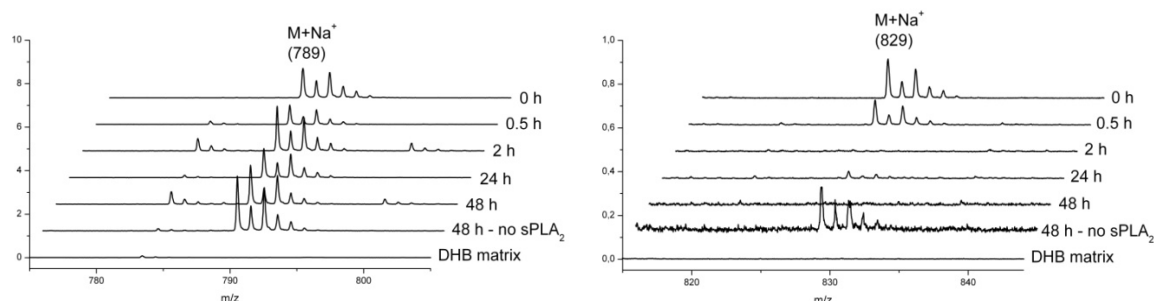 M+Na+
(789)
10
8
6
4
2
0
0 h
0.5 h
2 h
24 h
48 h
48 h - no sPLA2
DHB matrix
780
790
800
m/z
M+Na+
(829)
1,0
0,8
0,6
0,4
0,2
0,0
0 h
0.5 h
2 h
24 h
48 h
48 h - no sPLA2
DHB matrix
820
830
840
m/z